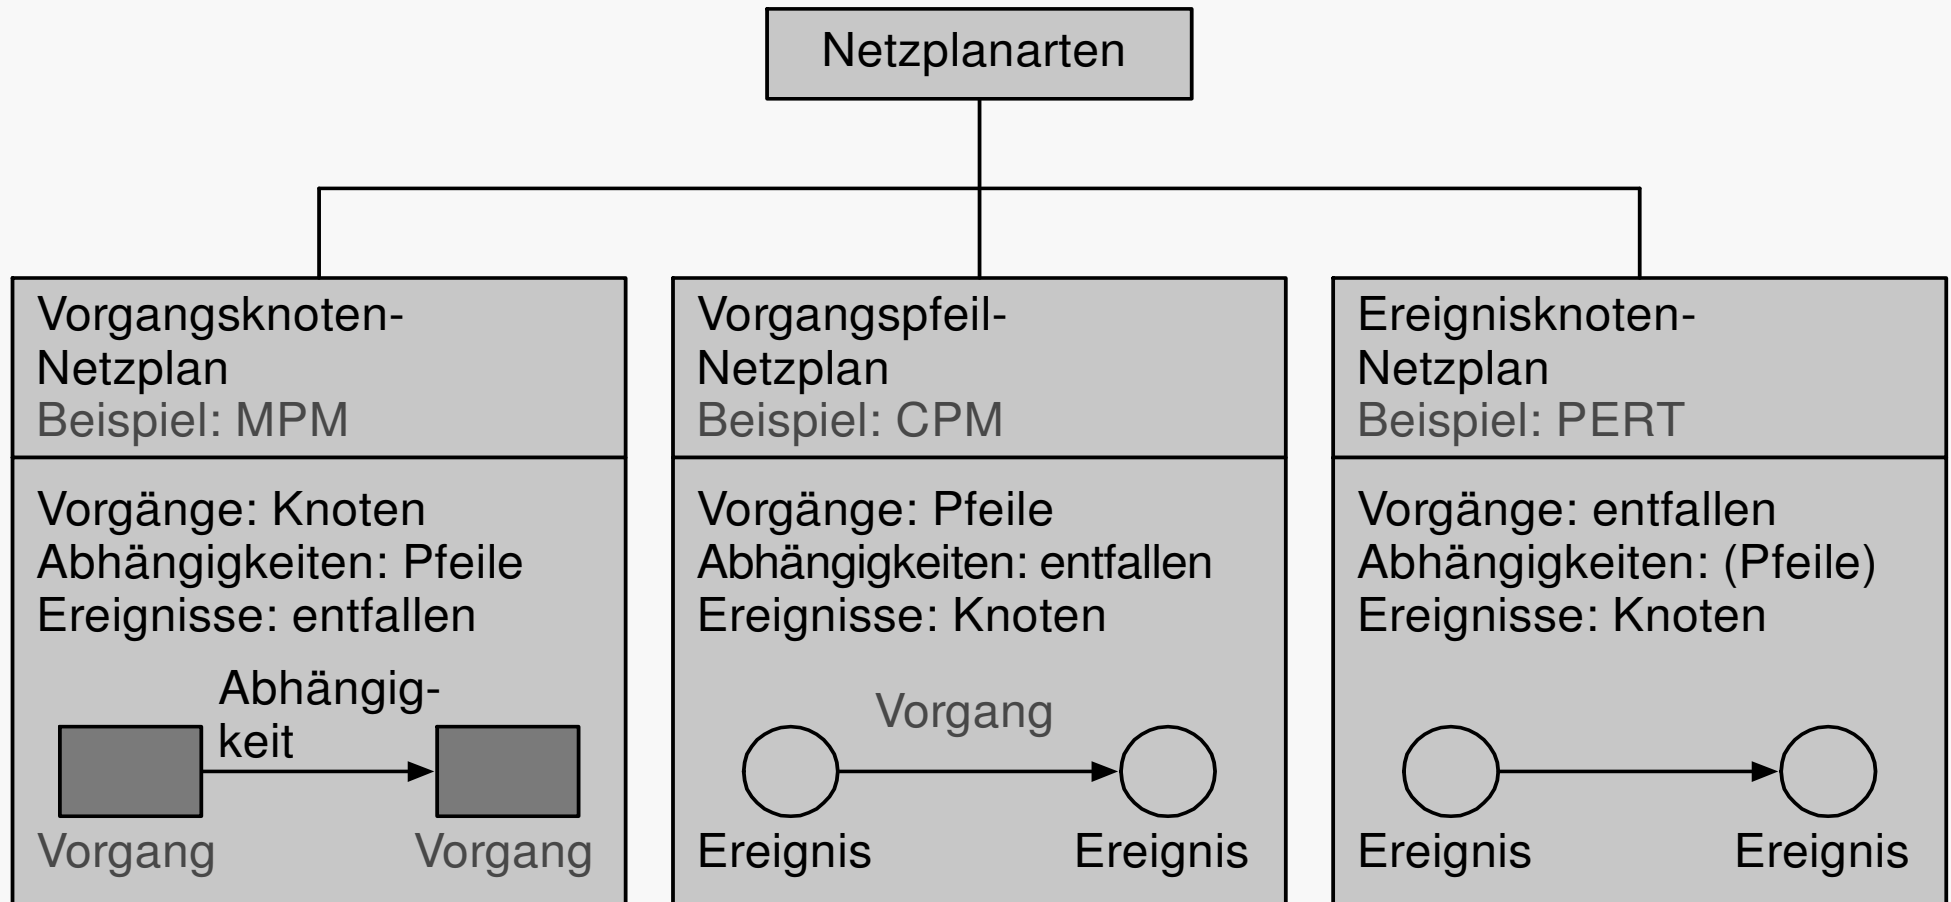 Netzplanarten
Vorgangsknoten-
Netzplan
Beispiel: MPM
Vorgänge: Knoten
Abhängigkeiten: Pfeile
Ereignisse: entfallen
Abhängig-
keit
Vorgang
Vorgang
Vorgangspfeil-
Netzplan
Beispiel: CPM
Vorgänge: Pfeile
Abhängigkeiten: entfallen
Ereignisse: Knoten
Vorgang
Ereignis
Ereignis
Ereignisknoten-
Netzplan
Beispiel: PERT
Vorgänge: entfallen
Abhängigkeiten: (Pfeile)
Ereignisse: Knoten
Ereignis
Ereignis